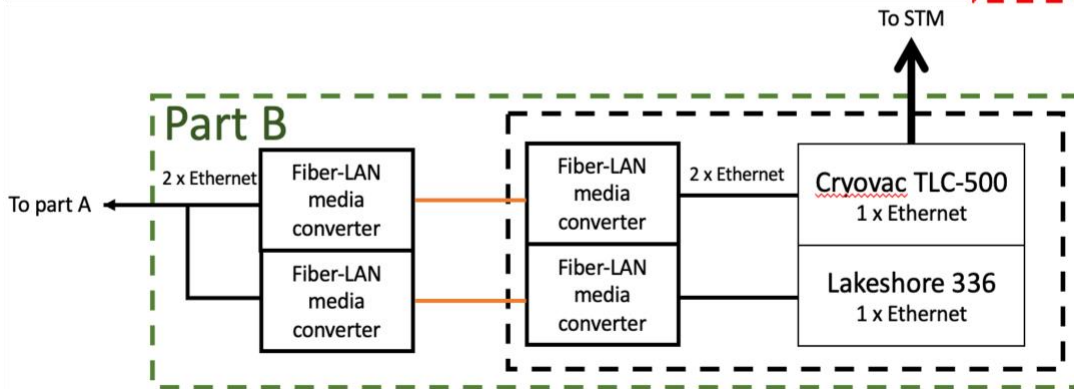 To STM
Part B
2 x Ethernet
To part A
Fiber-LAN
media
converter
Fiber-LAN
media
converter
Fiber-LAN
media
converter
Fiber-LAN
media
converter
2 x Ethernet
Cryovac TLC-500
1 x Ethernet
Lakeshore 336
1 x Ethernet